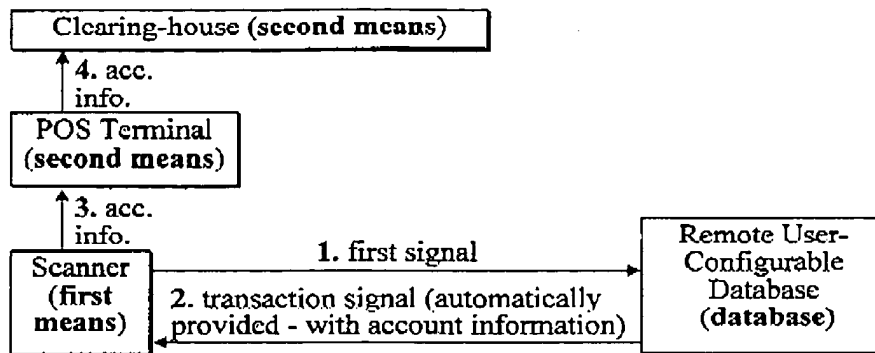 Clearing-house (second means)
4. acc.
info.
POS Terminal
(second means)
3. acc.
info.
Scanner
(first
means)
1. first signal
2. transaction signal (automatically
provided - with account information)
Remote User-
Configurable
Database
(database)